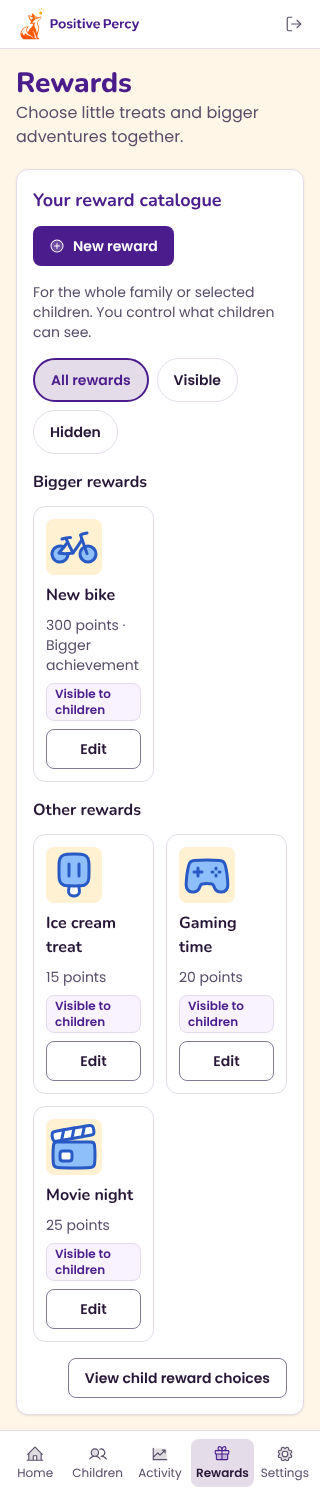 Positive Percy
Rewards
Choose little treats and bigger
adventures together.
Your reward catalogue
New reward
For the whole family or selected
children. You control what children
can see.
All rewards
Visible
Hidden
Bigger rewards
New bike
300 points ·
Bigger
achievement
Visible to
children
Edit
Other rewards
Ice cream
treat
15 points
Visible to
children
Edit
Gaming
time
20 points
Visible to
children
Edit
Movie night
25 points
Visible to
children
Edit
View child reward choices
Home
Children
Activity
Rewards
Settings